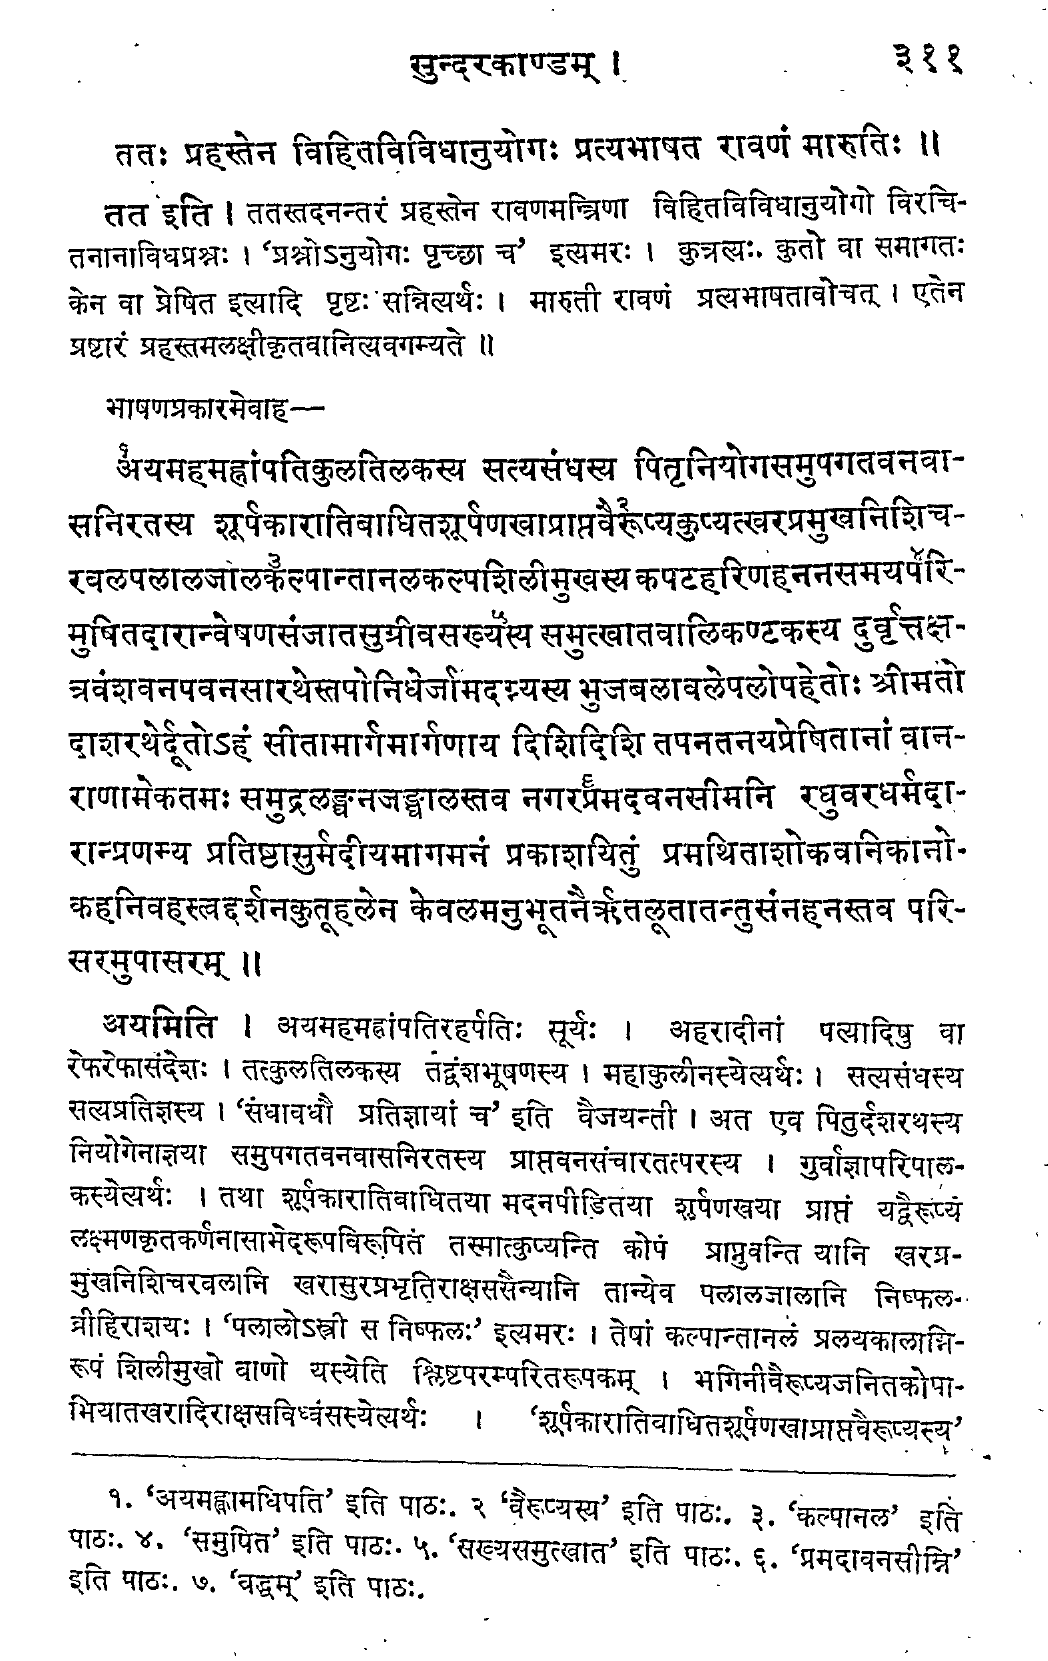 सुन्दरकाण्डम् । ३११
ततः प्रहस्तेन विहितविविधानुयोगः प्रत्यभाषत रावणं मारुतिः ॥
तत इति । ततस्तदनन्तरं प्रहस्तेन रावणमन्त्रिणा विहितविविधानुयोगो विरचि-
तनानाविधप्रश्नः । ‘प्रश्नोऽनुयोगः पृच्छा च’ इत्यमरः । कुत्रत्यः कुतो वा समागतः
केन वा प्रेषित इत्यादि पृष्टः सन्नित्यर्थः । मारुती रावणं प्रत्यभाषतावोचत् । एतेन
प्रष्टारं प्रहस्तमलक्षीकृतवानित्यवगम्यते ॥
भाषणप्रकारमेवाह—
१अयमहमह्नांपतिकुलतिलकस्य सत्यसंधस्य पितृनियोगसमुपगतवनवा-
सनिरतस्य शूर्पकारातिबाधितशूर्पणखाप्राप्तवैरू२प्यकुप्यत्खरप्रमुखनिशिच-
रबलपलालजालक३ल्पान्तानलकल्पशिलीमुखस्य कपटहरिणहननसमयप४रि-
मुषितदारान्वेषणसंजातसुग्रीवसख्य५स्य समुत्खातवालिकण्टकस्य दुर्वृत्तक्ष-
त्रवंशवनपवनसारथेस्तपोनिधेर्जामदग्न्यस्य भुजबलावलेपलोपहेतोः श्रीमतो
दाशरथेर्दूतोऽहं सीतामार्गमार्गणाय दिशिदिशि तपनतनयप्रेषितानां वान-
राणामेकतमः समुद्रलङ्घनजङ्घालस्तव नगरप्र६मदवनसीमनि रघुवरधर्मदा-
रान्प्रणम्य प्रतिष्ठासुर्मदीयमागमनं प्रकाशयितुं प्रमथिताशोकवनिकानो-
कहनिवहस्त्वद्दर्शनकुतूहलेन केवलमनुभूतनैर्ऋतलूतातन्तुसंनहनस्तव परि-
सरमुपासरम् ॥
अयमिति । अयमहमह्नांपतिरहर्पतिः सूर्यः । अहरादीनां पत्यादिषु वा
रेफरेफासंदेशः । तत्कुलतिलकस्य तद्वंशभूषणस्य । महाकुलीनस्येत्यर्थः । सत्यसंधस्य
सत्यप्रतिज्ञस्य । ‘संधावधौ प्रतिज्ञायां च’ इति वैजयन्ती । अत एव पितुर्दशरथस्य
नियोगेनाज्ञया समुपगतवनवासनिरतस्य प्राप्तवनसंचारतत्परस्य । गुर्वाज्ञापरिपाल-
कस्येत्यर्थः । तथा शूर्पकारातिबाधितया मदनपीडितया शूर्पणखया प्राप्तं यद्वैरूप्यं
लक्ष्मणकृतकर्णनासाभेदरूपविरूपितं तस्मात्कुप्यन्ति कोपं प्राप्नुवन्ति यानि खरप्र-
मुखनिशिचरबलानि खरासुरप्रभृतिराक्षससैन्यानि तान्येव पलालजालानि निष्फल-
व्रीहिराशयः । ‘पलालोऽस्त्री स निष्फलः’ इत्यमरः । तेषां कल्पान्तानलं प्रलयकालाग्नि-
रूपं शिलीमुखो बाणो यस्येति श्लिष्टपरम्परितरूपकम् । भगिनीवैरूप्यजनितकोपा-
भियातखरादिराक्षसविध्वंसस्येत्यर्थः । ‘शूर्पकारातिबाधितशूर्पणखाप्राप्तवैरूप्यस्य’
१. ‘अयमह्नामधिपति’ इति पाठः. २ ‘वैरूप्यस्य’ इति पाठः. ३. ‘कल्पानल’ इति
पाठः. ४. ‘समुषित’ इति पाठः. ५. ‘सख्यसमुत्खात’ इति पाठः. ६. ‘प्रमदावनसीम्नि’
इति पाठः. ७. ‘वद्धम्’ इति पाठः.